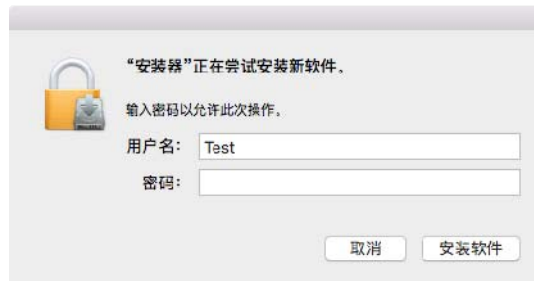 “安装器”正在尝试安装新软件。
输入密码以允许此次操作。
用户名： Test
密码：
取消 安装软件